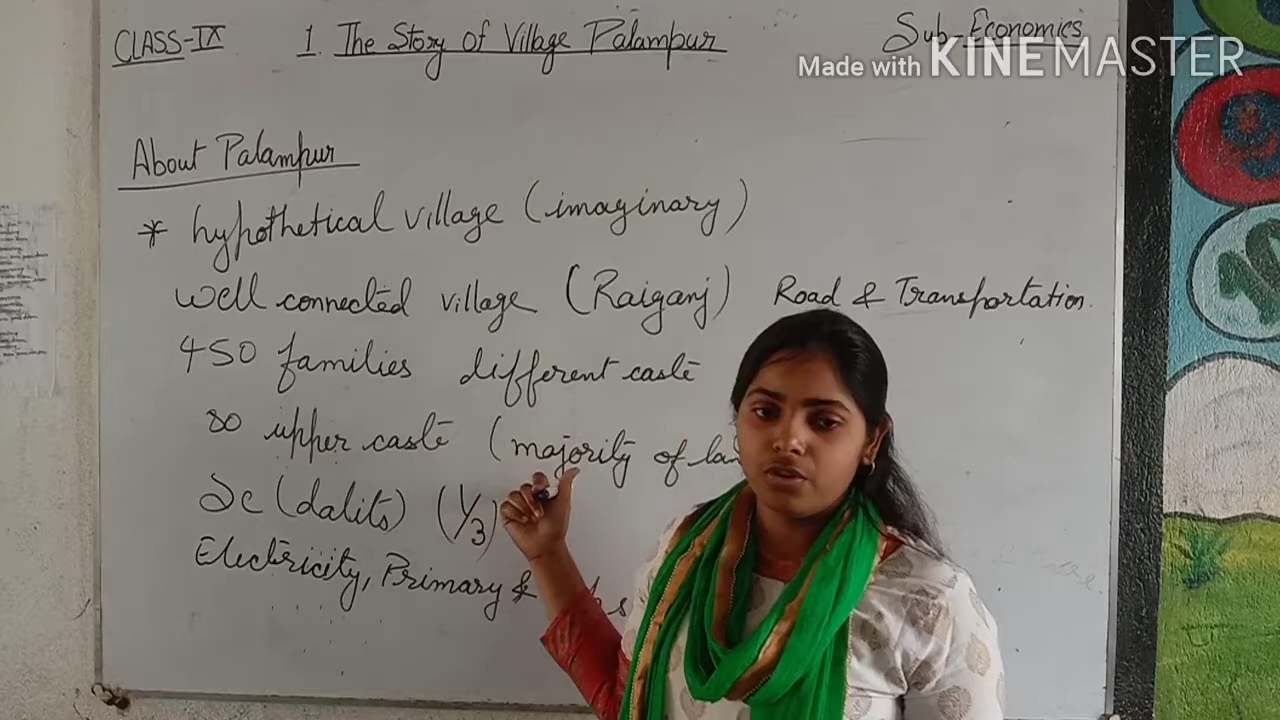 CLASS-IX 1. The Story of Village Palampur Sub-Economics
Made with KINEMASTER
About Palampur
* hypothetical village (imaginary)
well connected village (Raiganj) Road & Transportation.
450 families different caste
80 upper caste (majority of
Sc (dalits) (1/3)
Electricity, Primary &
9
10